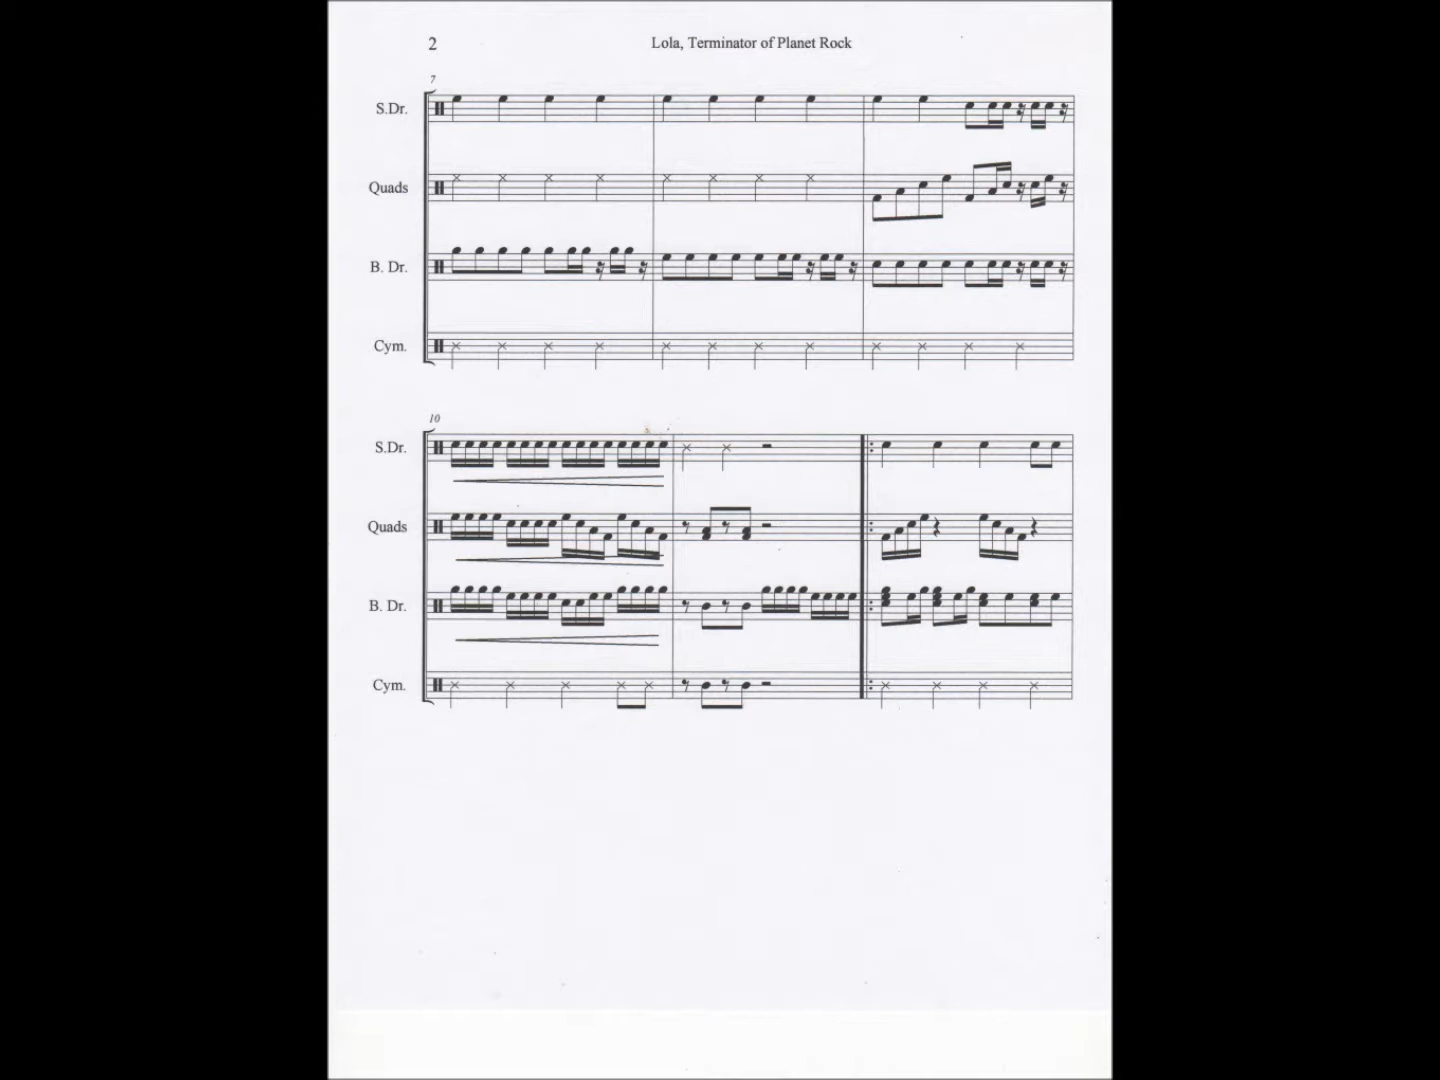 2
Lola, Terminator of Planet Rock
7
S.Dr.
Quads
B. Dr.
Cym.
10
S.Dr.
Quads
B. Dr.
Cym.